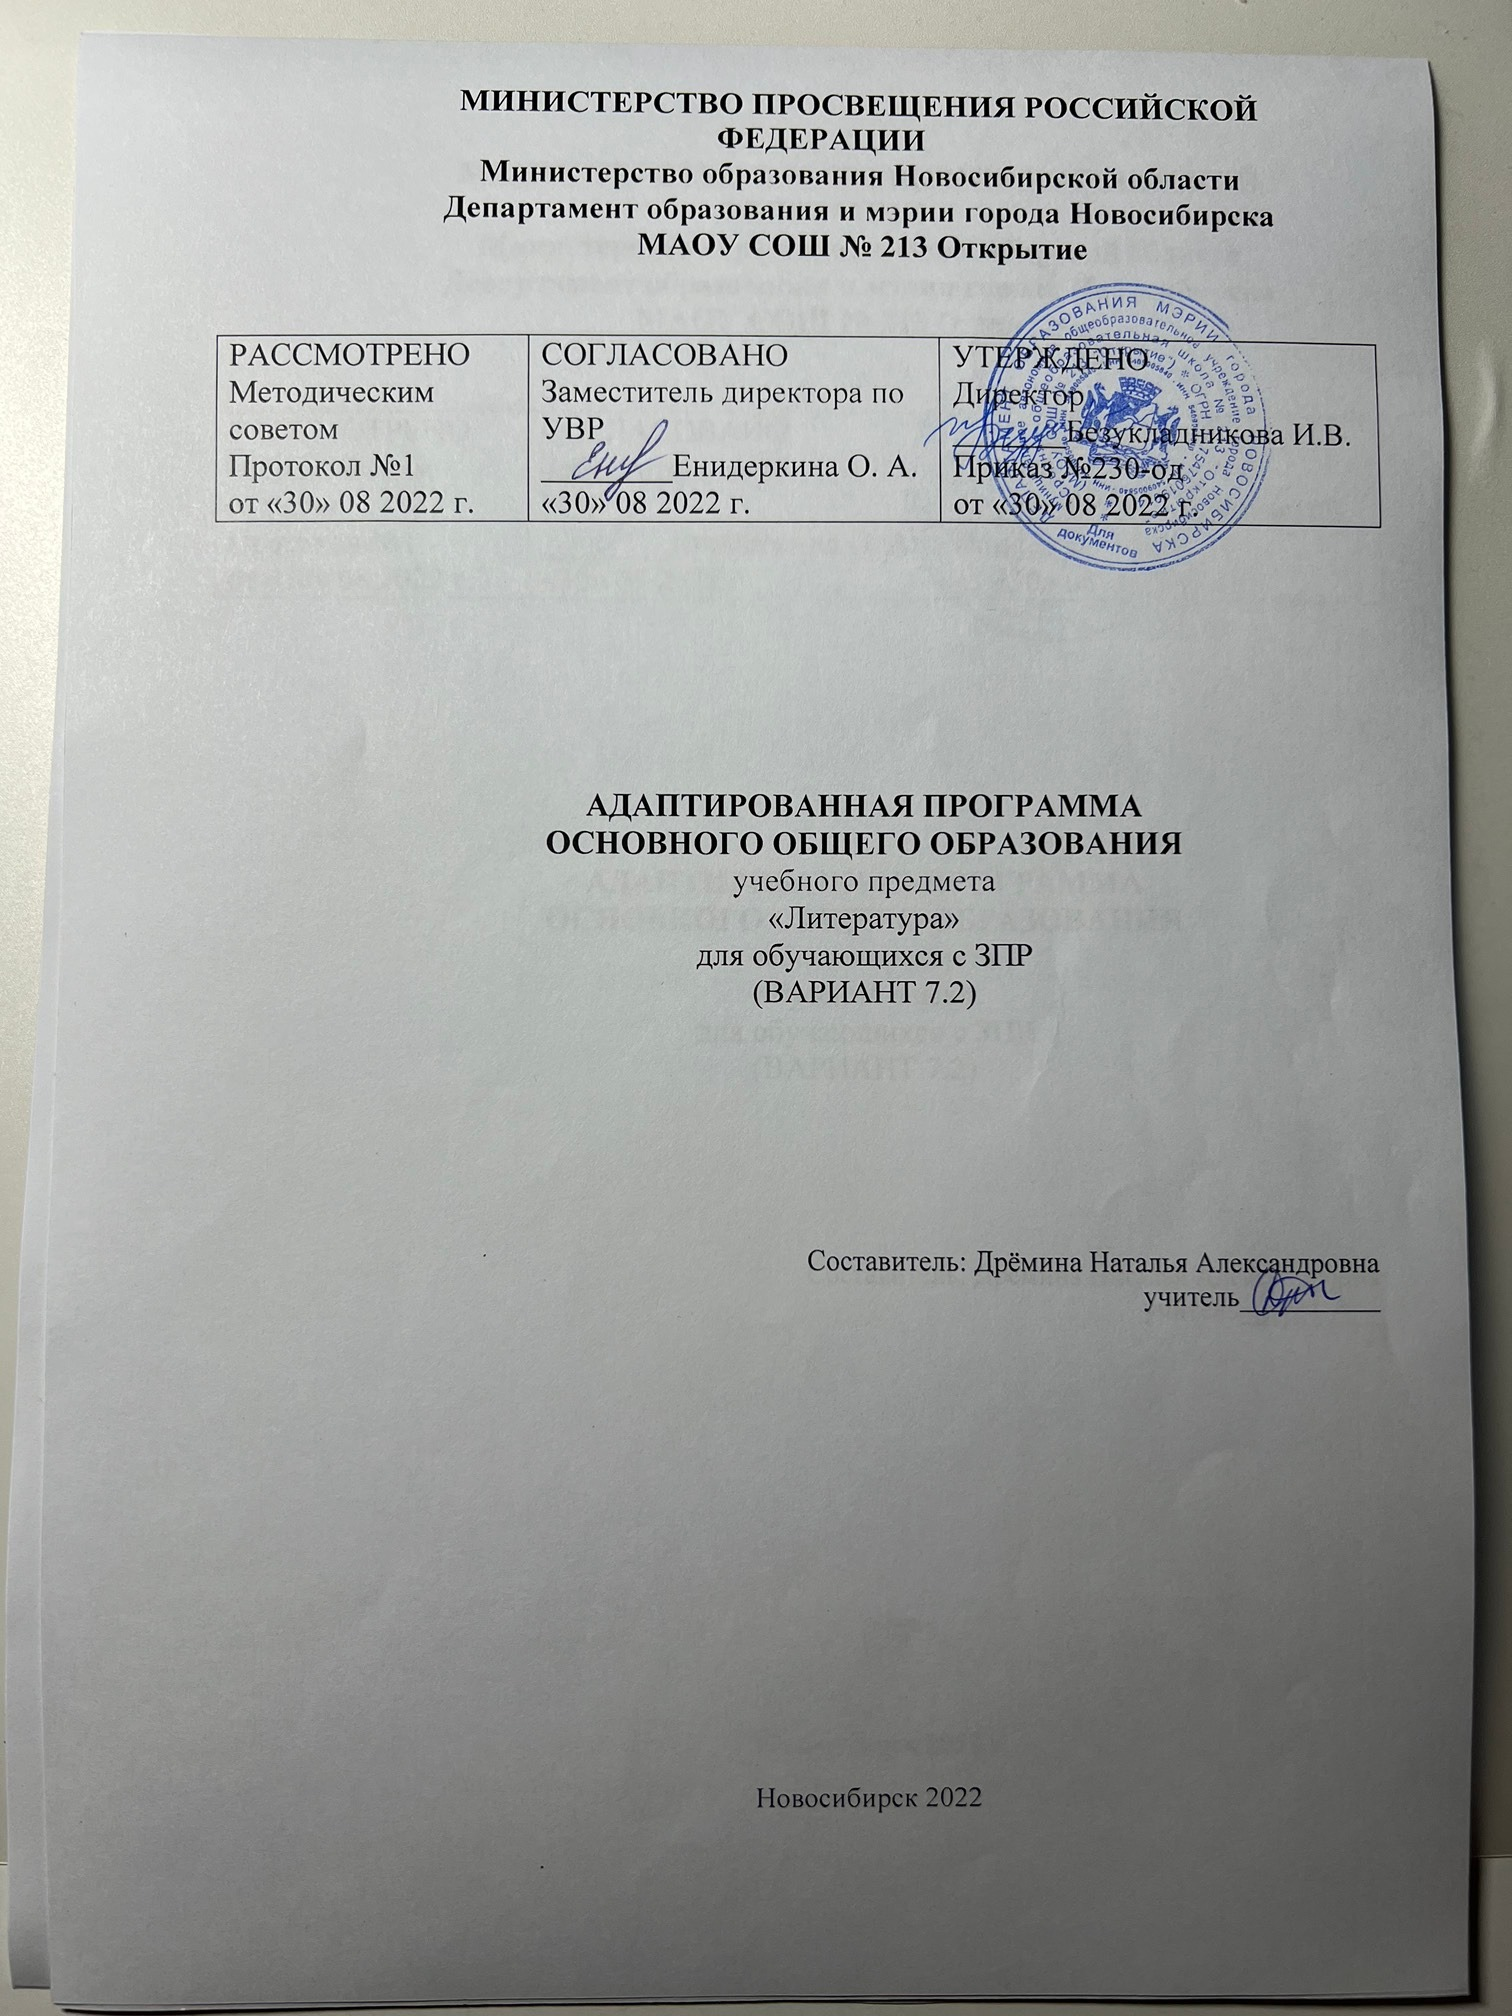 МИНИСТЕРСТВО ПРОСВЕЩЕНИЯ РОССИЙСКОЙ
ФЕДЕРАЦИИ
Министерство образования Новосибирской области
Департамент образования и мэрии города Новосибирска
МАОУ СОШ № 213 Открытие
РАССМОТРЕНО
Методическим
советом
Протокол №1
от «30» 08 2022 г.
СОГЛАСОВАНО
Заместитель директора по
УВР
Енидеркина О. А.
«30» 08 2022 г.
УТЕРЖДЕНО
Директор
Безукладникова И.В.
Приказ №230-од
от «30» 08 2022 г.
Для
документов
АДАПТИРОВАННАЯ ПРОГРАММА
ОСНОВНОГО ОБЩЕГО ОБРАЗОВАНИЯ
учебного предмета
«Литература»
для обучающихся с ЗПР
(ВАРИАНТ 7.2)
Составитель: Дрёмина Наталья Александровна
учитель
Новосибирск 2022